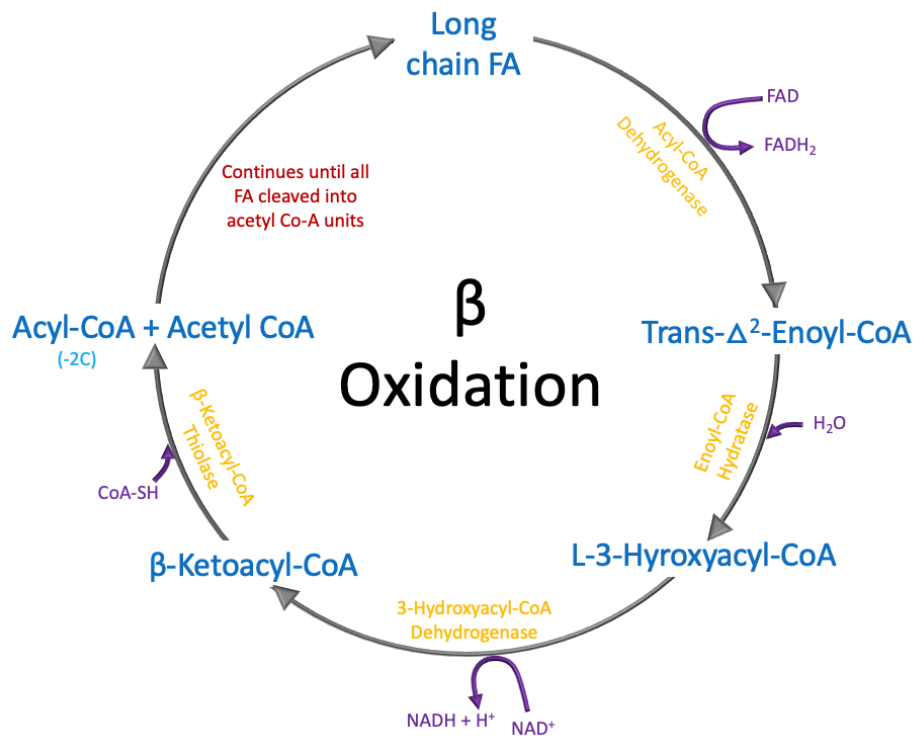 Long
chain FA
FAD
FADH₂
Acyl-CoA
Dehydrogenase
Continues until all
FA cleaved into
acetyl Co-A units
β
Oxidation
Acyl-CoA + Acetyl CoA
(-2C)
Trans-Δ²-Enoyl-CoA
Enoyl-CoA
Hydratase
H₂O
β-Ketoacyl-CoA
Thiolase
CoA-SH
L-3-Hyroxyacyl-CoA
β-Ketoacyl-CoA
3-Hydroxyacyl-CoA
Dehydrogenase
NADH + H⁺
NAD⁺